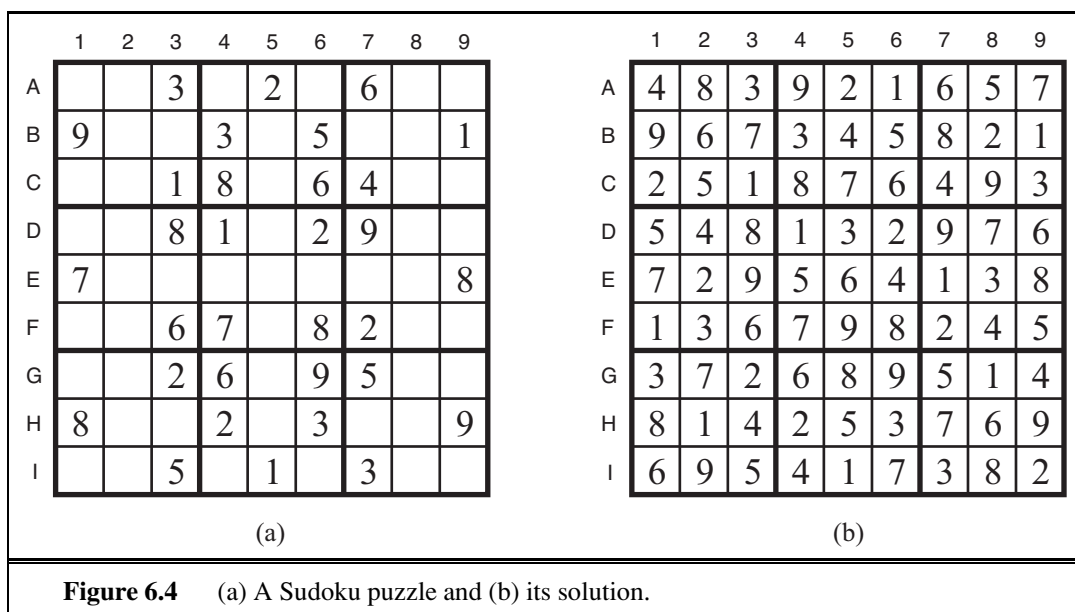 1 2 3 4 5 6 7 8 9
A 3 2 6
B 9 3 5 1
C 1 8 6 4
D 8 1 2 9
E 7 8
F 6 7 8 2
G 2 6 9 5
H 8 2 3 9
I 5 1 3
(a)
1 2 3 4 5 6 7 8 9
A 4 8 3 9 2 1 6 5 7
B 9 6 7 3 4 5 8 2 1
C 2 5 1 8 7 6 4 9 3
D 5 4 8 1 3 2 9 7 6
E 7 2 9 5 6 4 1 3 8
F 1 3 6 7 9 8 2 4 5
G 3 7 2 6 8 9 5 1 4
H 8 1 4 2 5 3 7 6 9
I 6 9 5 4 1 7 3 8 2
(b)
Figure 6.4 (a) A Sudoku puzzle and (b) its solution.